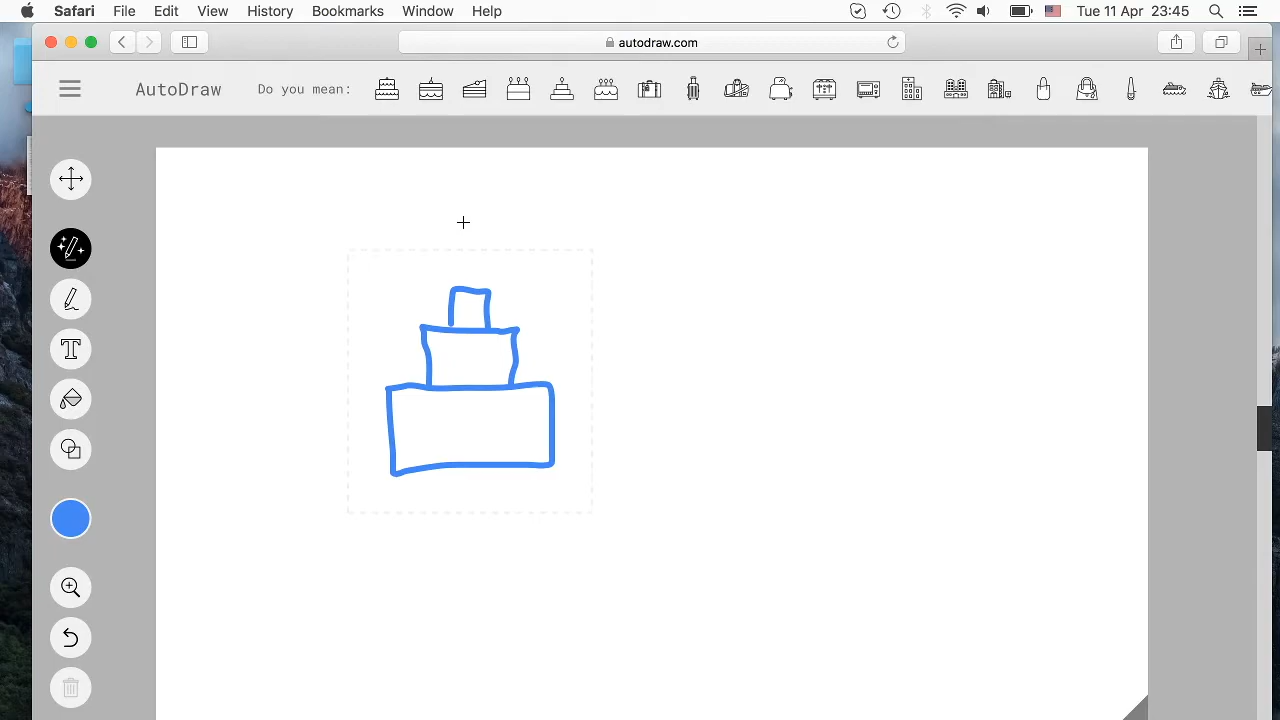 Safari File Edit View History Bookmarks Window Help Tue 11 Apr 23:45
autodraw.com
AutoDraw Do you mean:
T